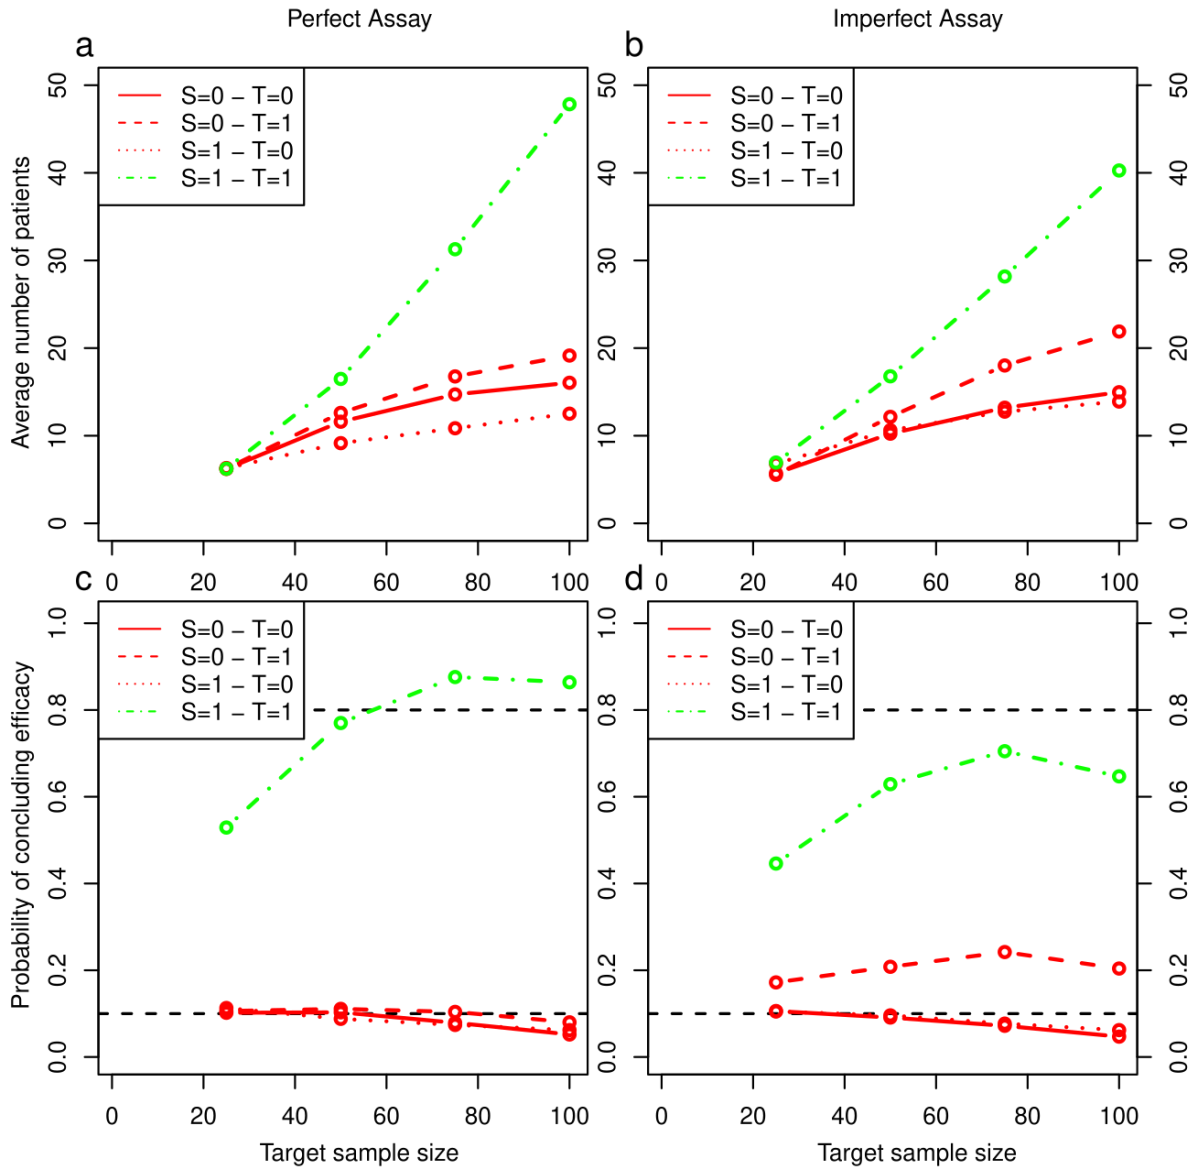 Perfect Assay
Imperfect Assay
a
b
S=0 − T=0
S=0 − T=1
S=1 − T=0
S=1 − T=1
S=0 − T=0
S=0 − T=1
S=1 − T=0
S=1 − T=1
Average number of patients
0 10 20 30 40 50
0 10 20 30 40 50
0 10 20 30 40 50
0 20 40 60 80 100
0 20 40 60 80 100
c
d
S=0 − T=0
S=0 − T=1
S=1 − T=0
S=1 − T=1
S=0 − T=0
S=0 − T=1
S=1 − T=0
S=1 − T=1
Probability of concluding efficacy
0.0 0.2 0.4 0.6 0.8 1.0
0.0 0.2 0.4 0.6 0.8 1.0
0.0 0.2 0.4 0.6 0.8 1.0
0 20 40 60 80 100
0 20 40 60 80 100
Target sample size
Target sample size